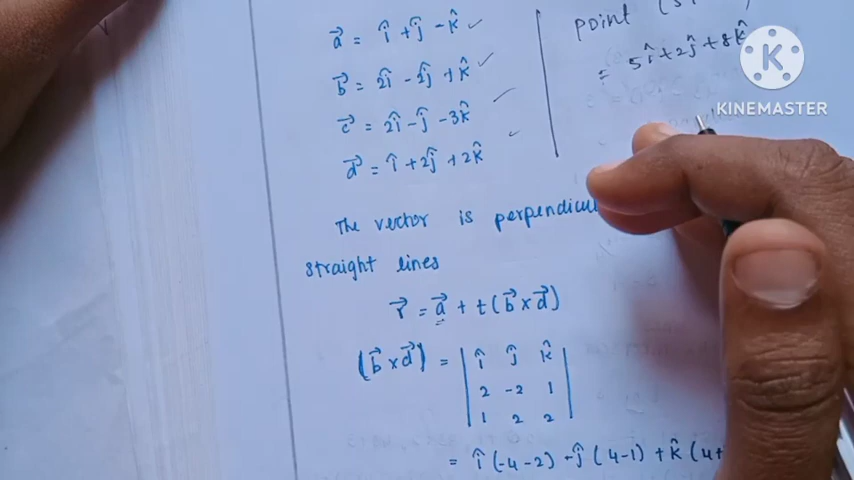 a⃗ = î + ĵ - k̂ ✓
b⃗ = 2î - 2ĵ + k̂ ✓
c⃗ = 2î - ĵ - 3k̂ ✓
d⃗ = î + 2ĵ + 2k̂ ✓
point (5,
= 5î + 2ĵ + 8k̂
KINEMASTER
The vector is perpendicul
straight lines
r⃗ = a⃗ + t(b⃗ × d⃗)
(b⃗ × d⃗) = | î ĵ k̂ |
2 -2 1
1 2 2
= î (-4-2) - ĵ (4-1) + k̂ (4+